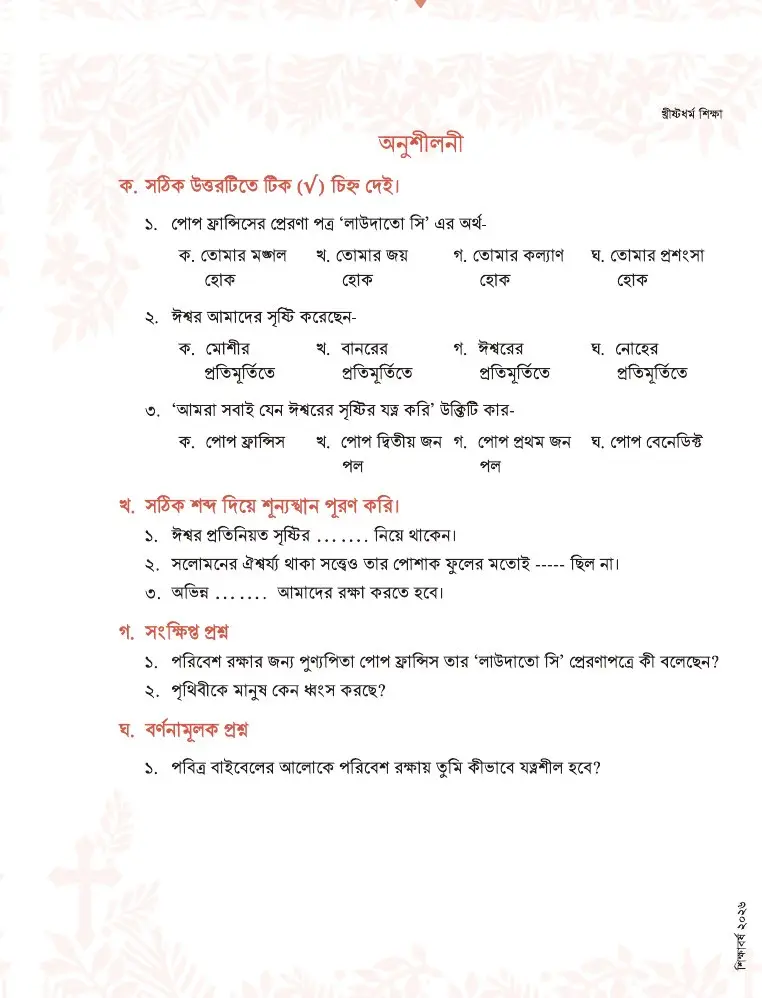 খ্রীষ্টধর্ম শিক্ষা
অনুশীলনী
ক. সঠিক উত্তরটিতে টিক (√) চিহ্ন দেই।
১. পোপ ফ্রান্সিসের প্রেরণা পত্র ‘লাউদাতো সি’ এর অর্থ-
ক. তোমার মঙ্গল খ. তোমার জয় গ. তোমার কল্যাণ ঘ. তোমার প্রশংসা
হোক হোক হোক হোক
২. ঈশ্বর আমাদের সৃষ্টি করেছেন-
ক. মোশীর খ. বানরের গ. ঈশ্বরের ঘ. নোহের
প্রতিমূর্তিতে প্রতিমূর্তিতে প্রতিমূর্তিতে প্রতিমূর্তিতে
৩. ‘আমরা সবাই যেন ঈশ্বরের সৃষ্টির যত্ন করি’ উক্তিটি কার-
ক. পোপ ফ্রান্সিস খ. পোপ দ্বিতীয় জন গ. পোপ প্রথম জন ঘ. পোপ বেনেডিক্ট
পল পল
খ. সঠিক শব্দ দিয়ে শূন্যস্থান পূরণ করি।
১. ঈশ্বর প্রতিনিয়ত সৃষ্টির ....... নিয়ে থাকেন।
২. সলোমনের ঐশ্বর্য্য থাকা সত্ত্বেও তার পোশাক ফুলের মতোই ----- ছিল না।
৩. অভিন্ন ....... আমাদের রক্ষা করতে হবে।
গ. সংক্ষিপ্ত প্রশ্ন
১. পরিবেশ রক্ষার জন্য পুণ্যপিতা পোপ ফ্রান্সিস তার ‘লাউদাতো সি’ প্রেরণাপত্রে কী বলেছেন?
২. পৃথিবীকে মানুষ কেন ধ্বংস করছে?
ঘ. বর্ণনামূলক প্রশ্ন
১. পবিত্র বাইবেলের আলোকে পরিবেশ রক্ষায় তুমি কীভাবে যত্নশীল হবে?
শিক্ষাবর্ষ ২০২৬